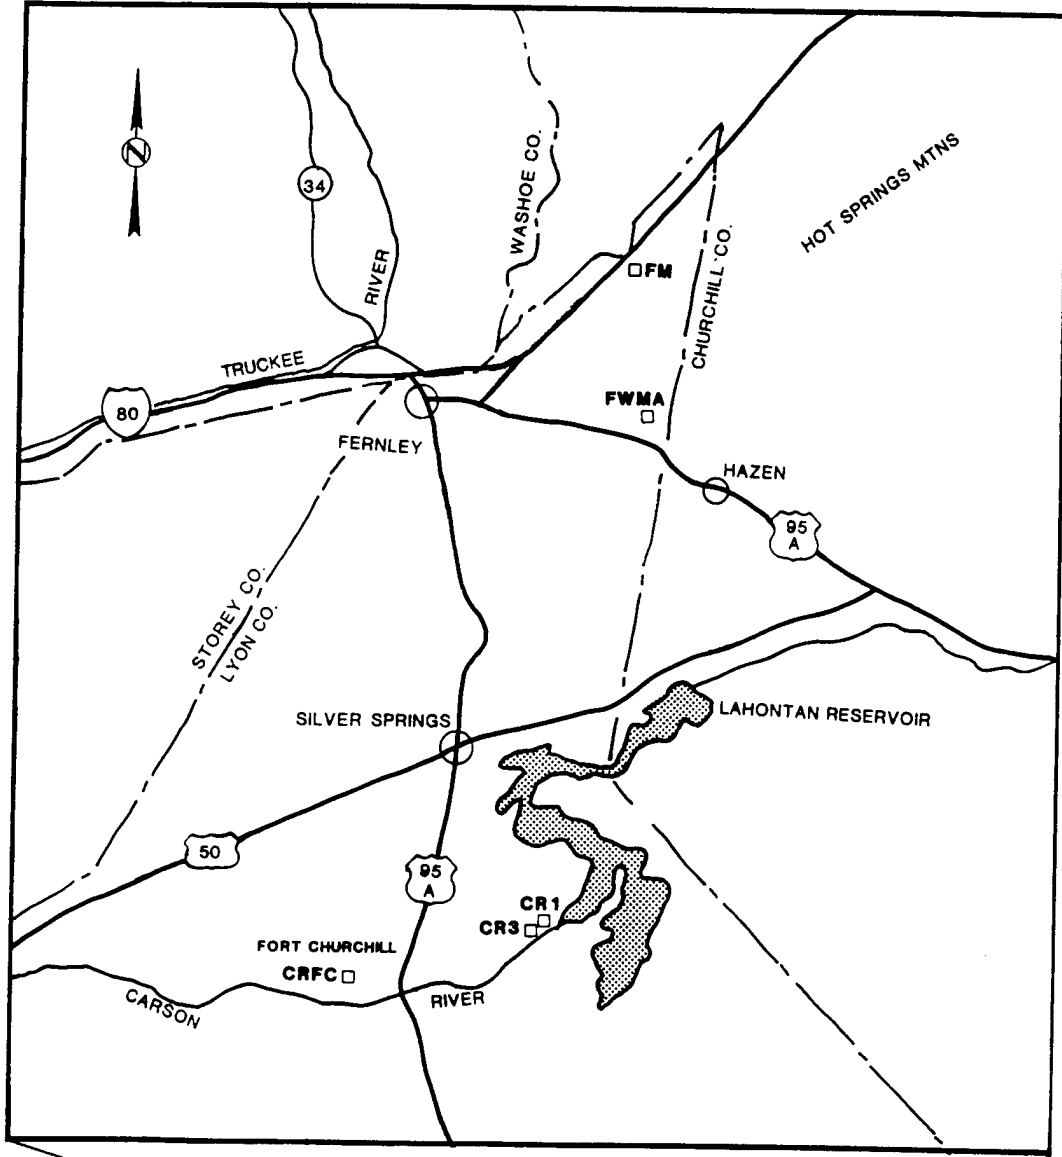 N
34
RIVER
WASHOE CO.
HOT SPRINGS MTNS
CHURCHILL CO.
FM
TRUCKEE
80
FERNLEY
FWMA
HAZEN
95
A
STOREY CO.
LYON CO.
SILVER SPRINGS
LAHONTAN RESERVOIR
50
95
A
CR1
CR3
FORT CHURCHILL
CRFC
CARSON
RIVER